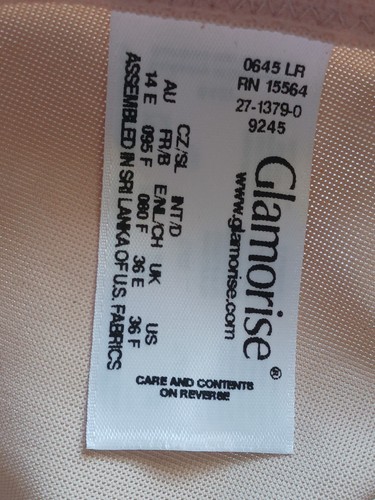 0645 LR
RN 15564
27-1379-0
9245
Glamorise®
www.glamorise.com
CZ/SL INT/D
AU FR/B E/NL/CH UK US
14 E 095 F 080 F 36 E 36 F
ASSEMBLED IN SRI LANKA OF U.S. FABRICS
CARE AND CONTENTS
ON REVERSE